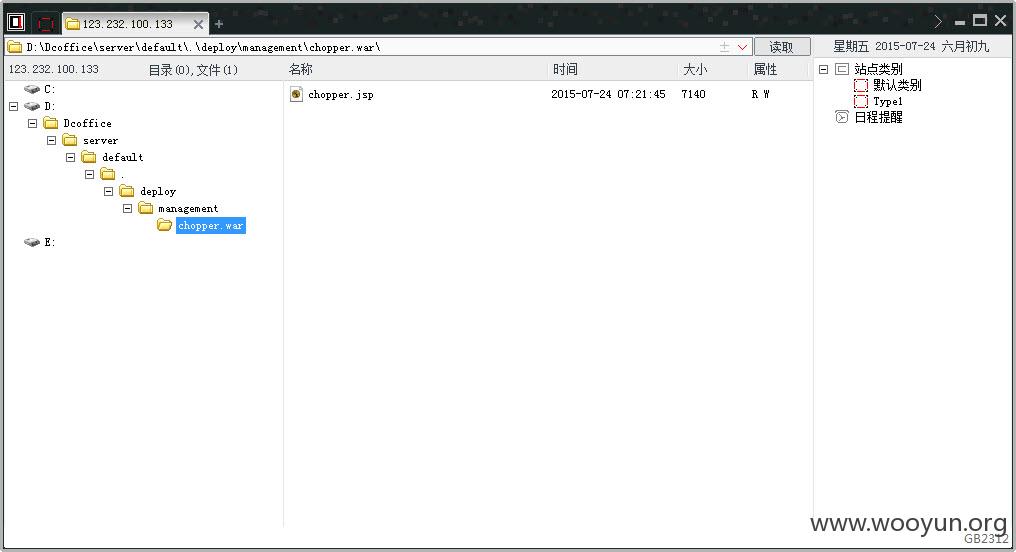 123.232.100.133
D:\Dcoffice\server\default\.\deploy\management\chopper.war\
读取
星期五 2015-07-24 六月初九
123.232.100.133 目录(0),文件(1)
名称 时间 大小 属性
C:
D:
Dcoffice
server
default
.
deploy
management
chopper.war
E:
chopper.jsp 2015-07-24 07:21:45 7140 R W
站点类别
默认类别
Type1
日程提醒
www.wooyun.org
GB2312